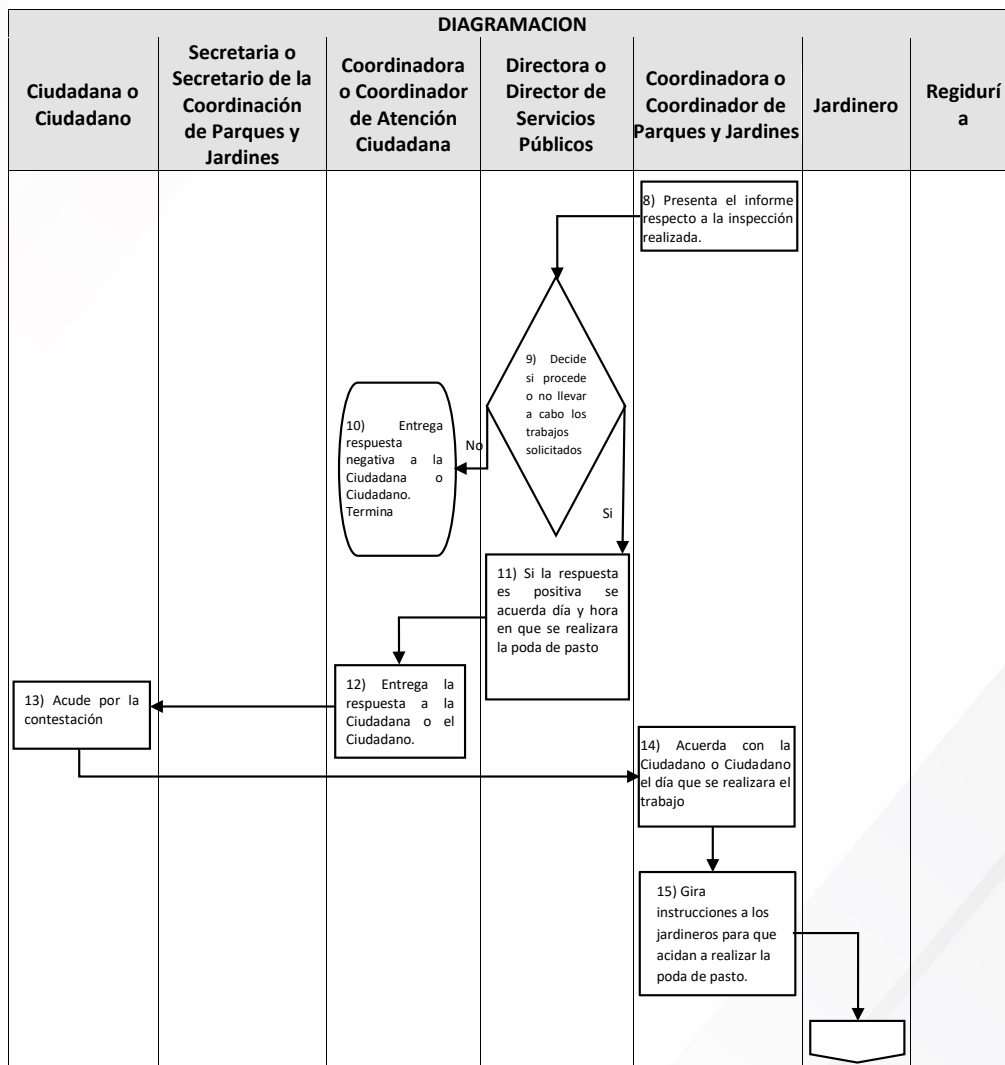 DIAGRAMACION
Ciudadana o
Ciudadano
Secretaria o
Secretario de la
Coordinación
de Parques y
Jardines
Coordinadora
o Coordinador
de Atención
Ciudadana
Directora o
Director de
Servicios
Públicos
Coordinadora o
Coordinador de
Parques y Jardines
Jardinero
Regidurí
a
8) Presenta el informe
respecto a la inspección
realizada.
9) Decide
si procede
o no llevar
a cabo los
trabajos
solicitados
No
Si
10) Entrega
respuesta
negativa a la
Ciudadana o
Ciudadano.
Termina
11) Si la respuesta
es positiva se
acuerda día y hora
en que se realizara
la poda de pasto
12) Entrega la
respuesta a la
Ciudadana o el
Ciudadano.
13) Acude por la
contestación
14) Acuerda con la
Ciudadano o Ciudadano
el día que se realizara el
trabajo
15) Gira
instrucciones a los
jardineros para que
acidan a realizar la
poda de pasto.